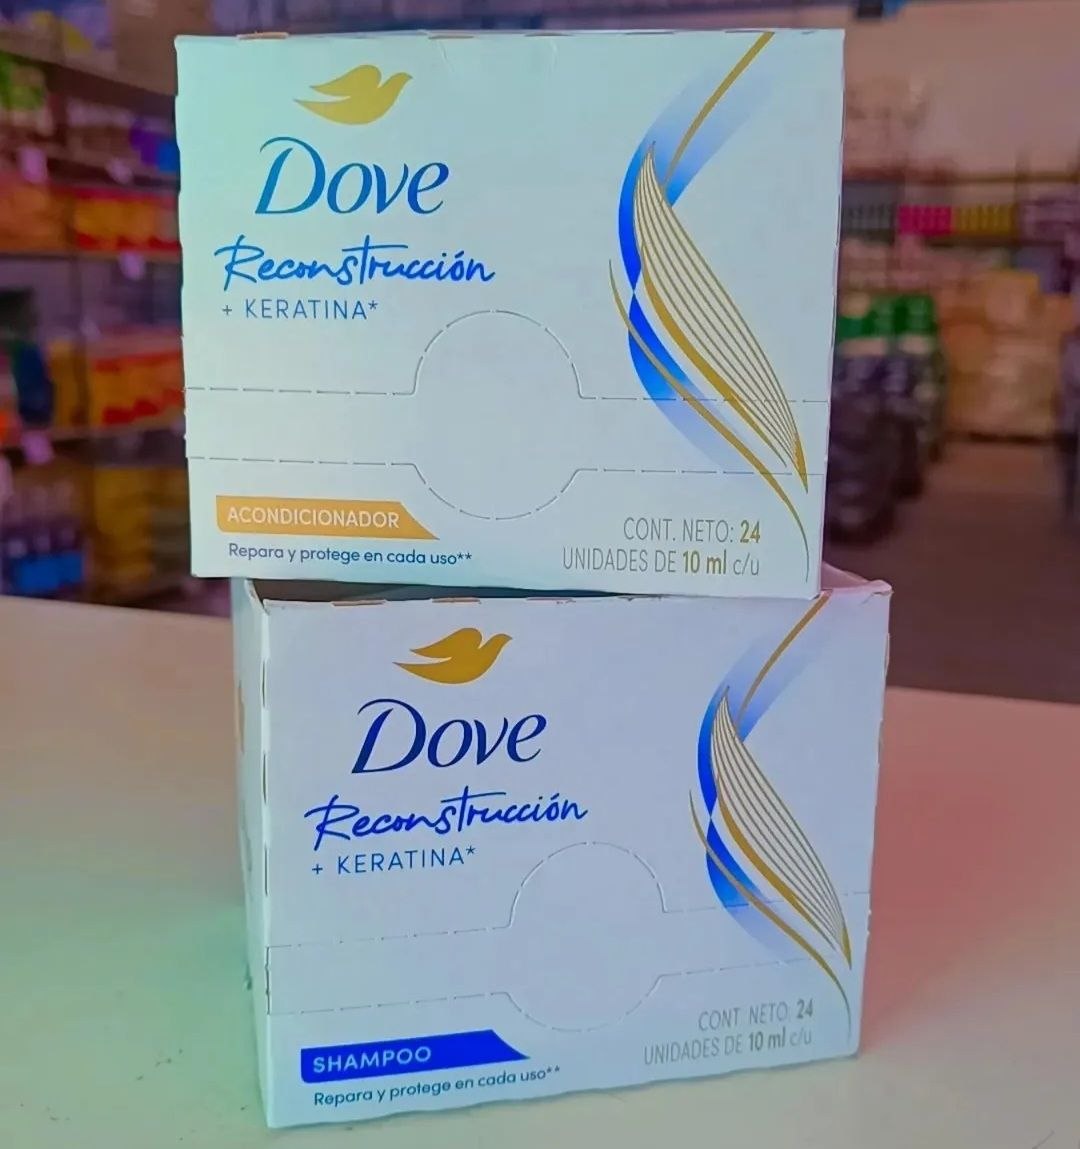 Dove
Reconstrucción
+ KERATINA*
ACONDICIONADOR
Repara y protege en cada uso**
CONT. NETO: 24
UNIDADES DE 10 ml c/u
Dove
Reconstrucción
+ KERATINA*
SHAMPOO
Repara y protege en cada uso**
CONT NETO: 24
UNIDADES DE 10 ml c/u